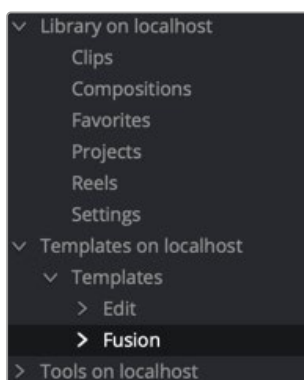 Library on localhost
Clips
Compositions
Favorites
Projects
Reels
Settings
Templates on localhost
Templates
Edit
Fusion
Tools on localhost